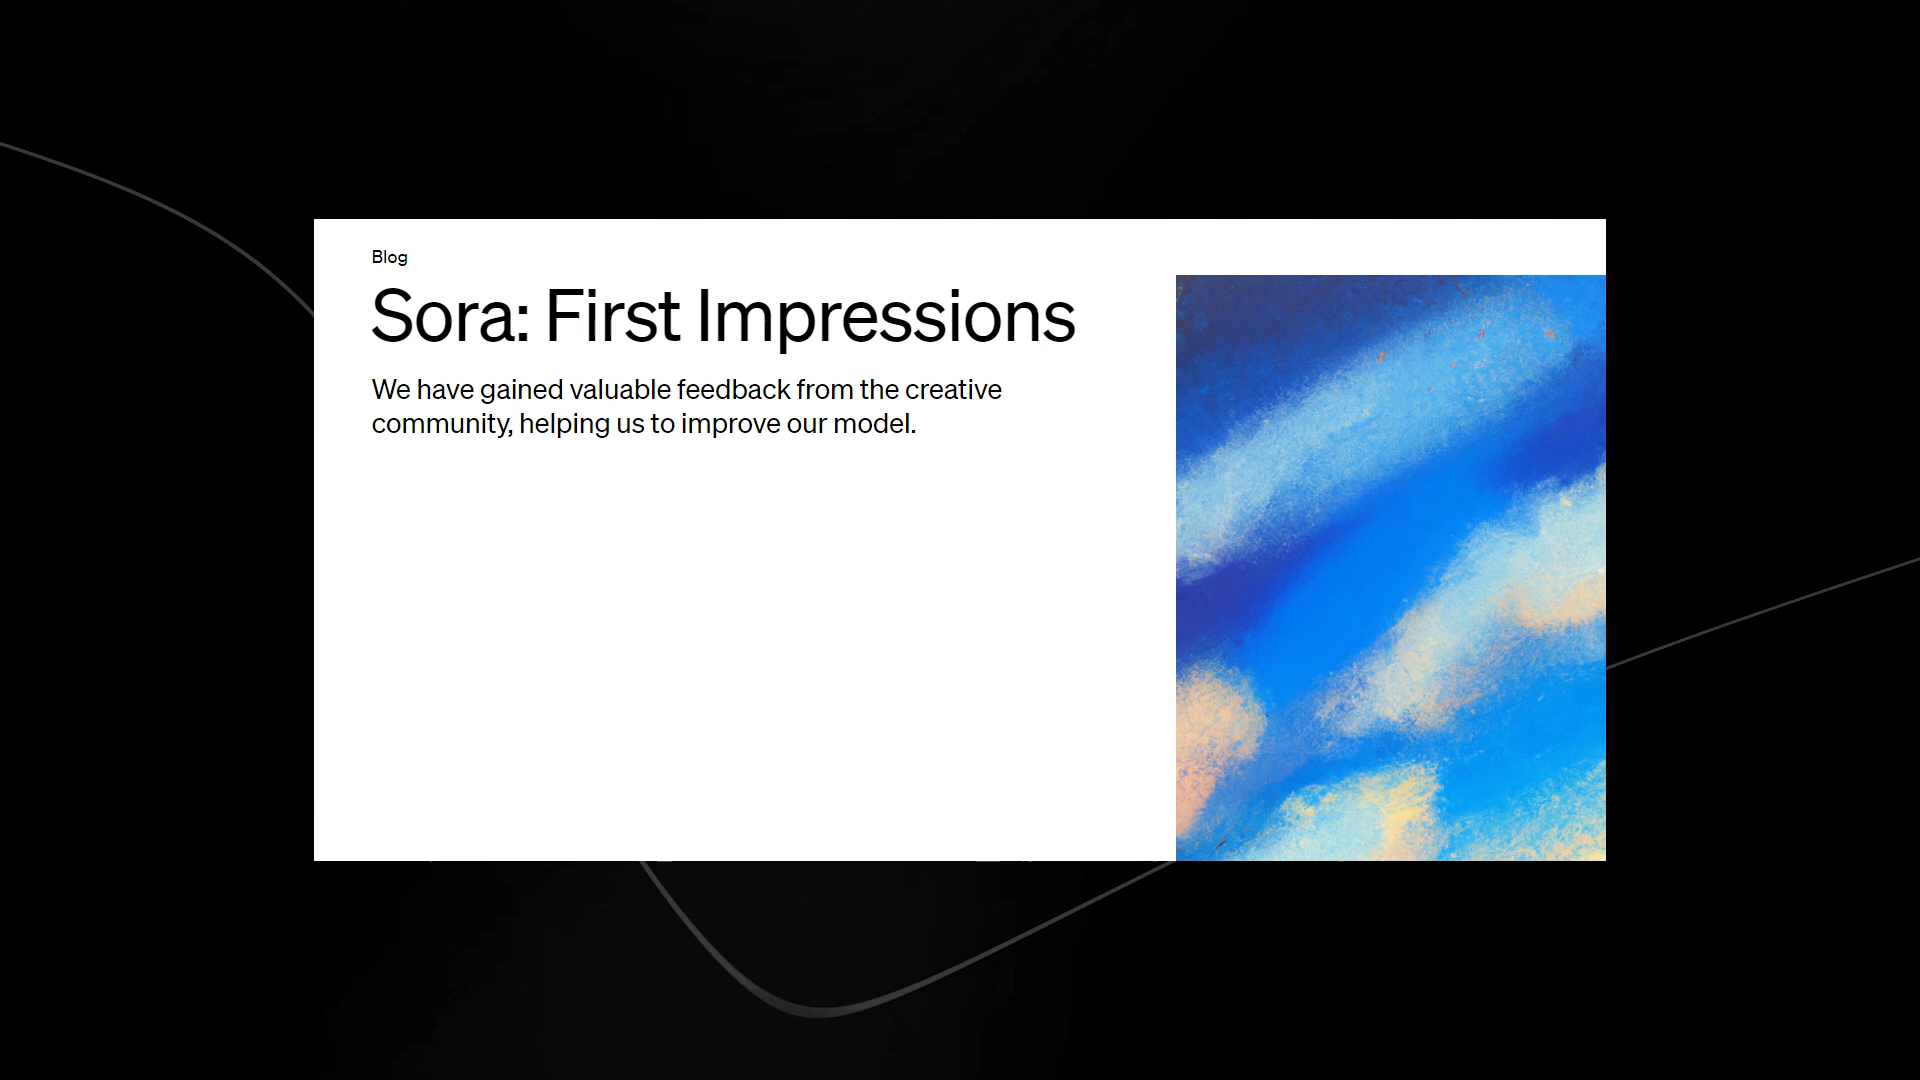 Blog
Sora: First Impressions
We have gained valuable feedback from the creative
community, helping us to improve our model.